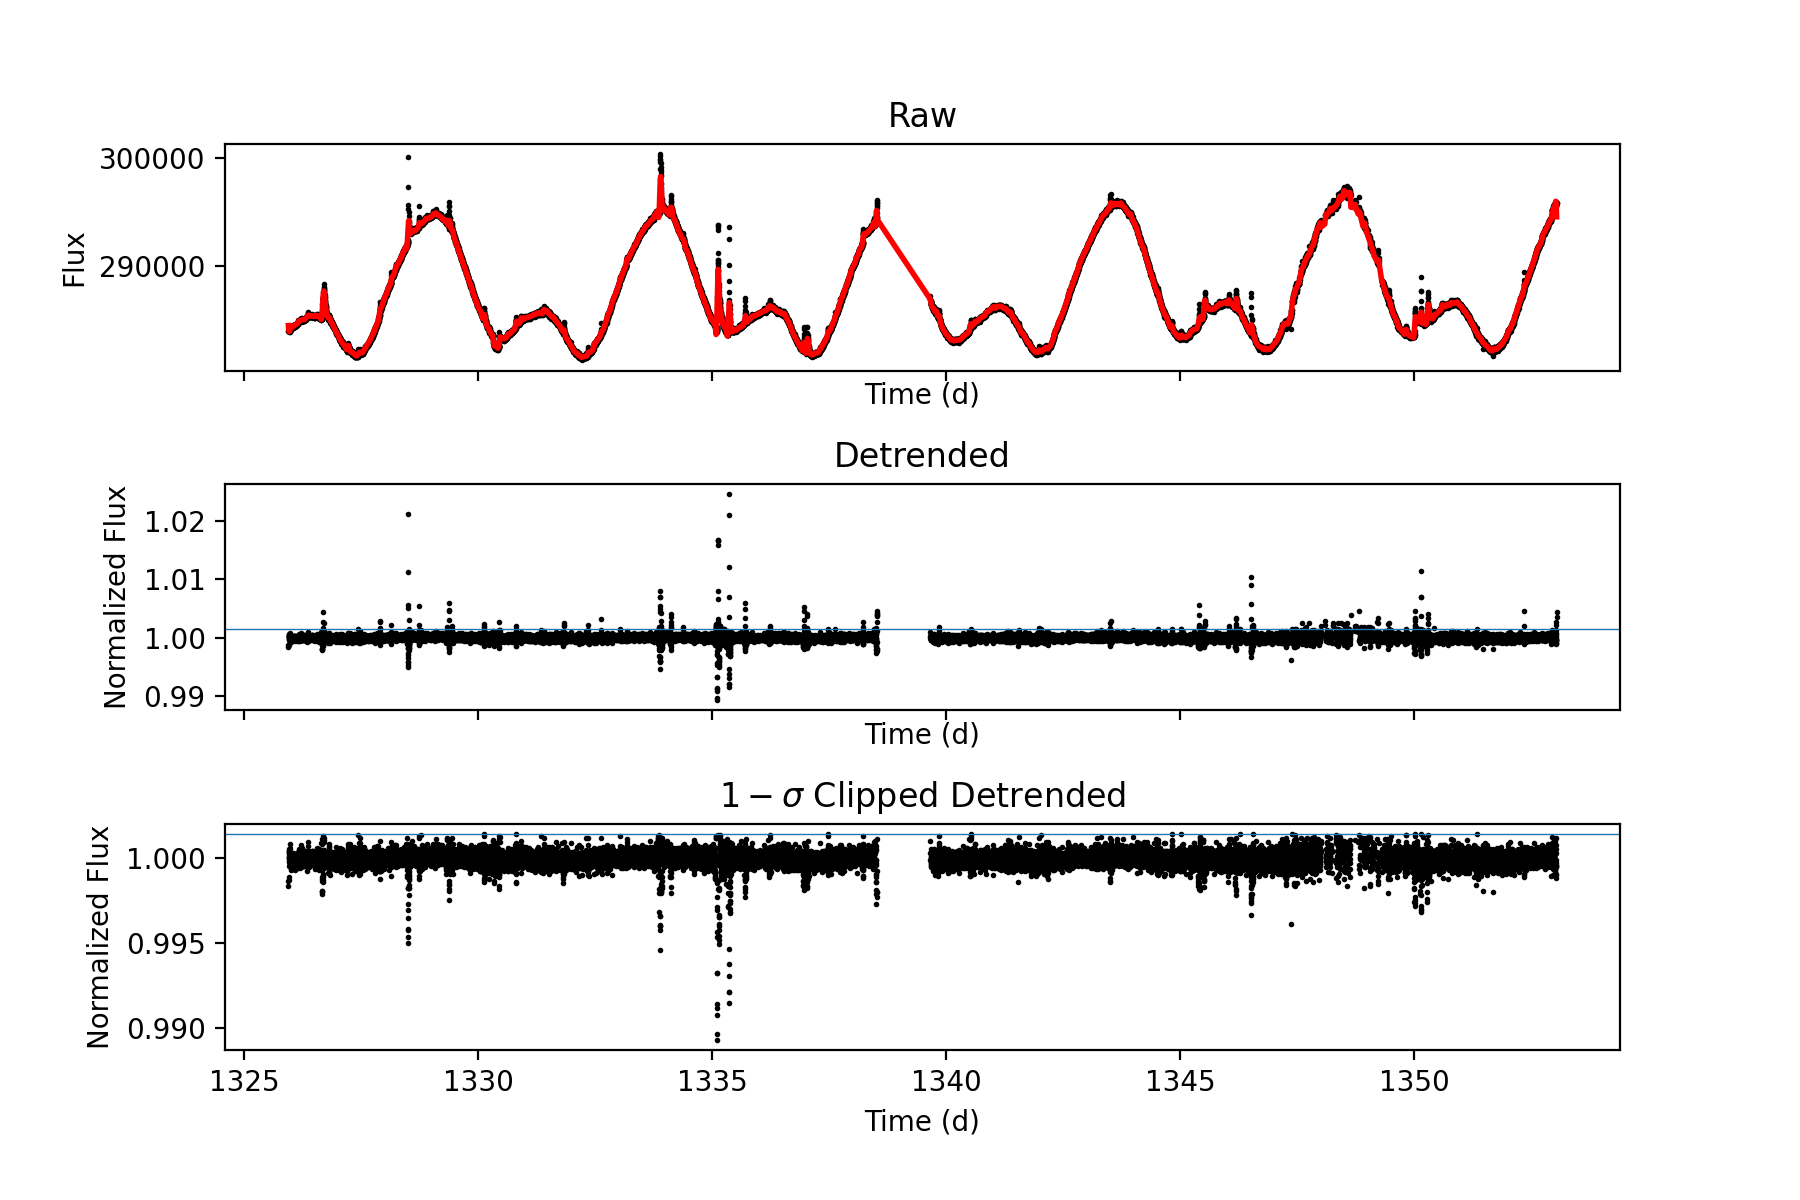 Raw
300000
290000
Flux
Time (d)
Detrended
1.02
1.01
1.00
0.99
Normalized Flux
Time (d)
1 − σ Clipped Detrended
1.000
0.995
0.990
Normalized Flux
1325 1330 1335 1340 1345 1350
Time (d)